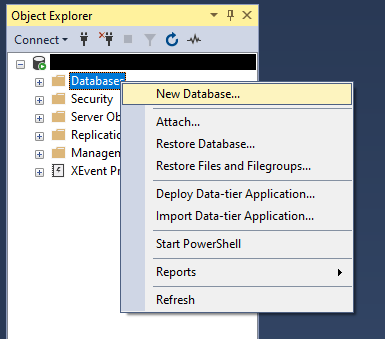 Object Explorer
Connect
Databases
New Database...
Security
Attach...
Server Ob
Restore Database...
Replicatio
Restore Files and Filegroups...
Managem
Deploy Data-tier Application...
XEvent Pr
Import Data-tier Application...
Start PowerShell
Reports
Refresh